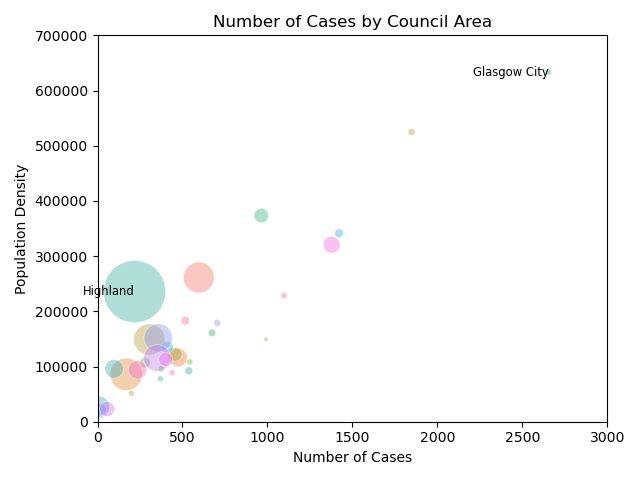 Number of Cases by Council Area
Population Density
700000
600000
500000
400000
300000
200000
100000
0
Glasgow City
Highland
0 500 1000 1500 2000 2500 3000
Number of Cases